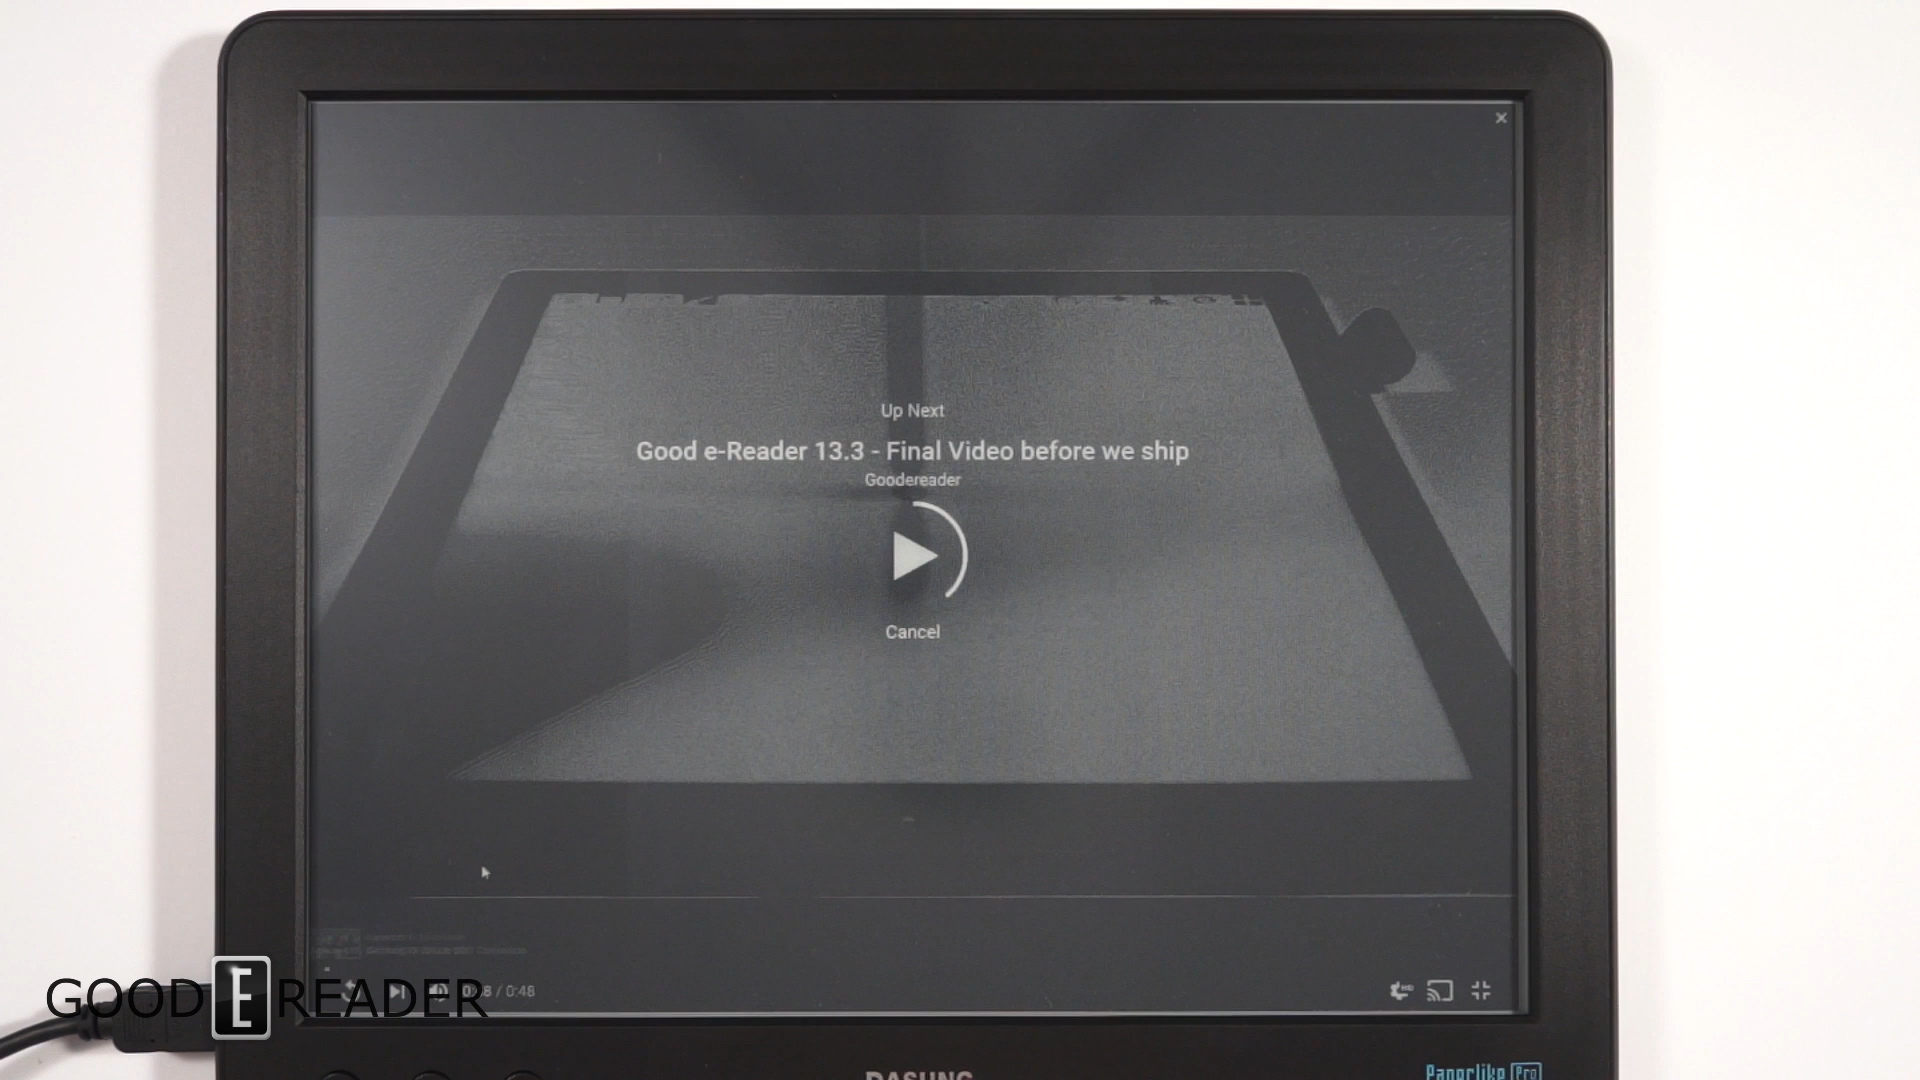 Up Next
Good e-Reader 13.3 - Final Video before we ship
Goodereader
Cancel
/ 0:48
GOOD E READER
DASUNG
Paperlike Pro